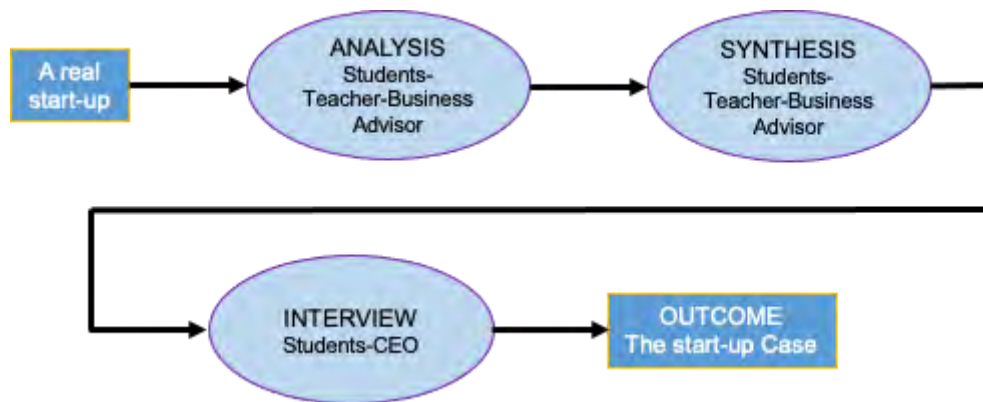 A real
start-up
ANALYSIS
Students-
Teacher-Business
Advisor
SYNTHESIS
Students-
Teacher-Business
Advisor
INTERVIEW
Students-CEO
OUTCOME
The start-up Case